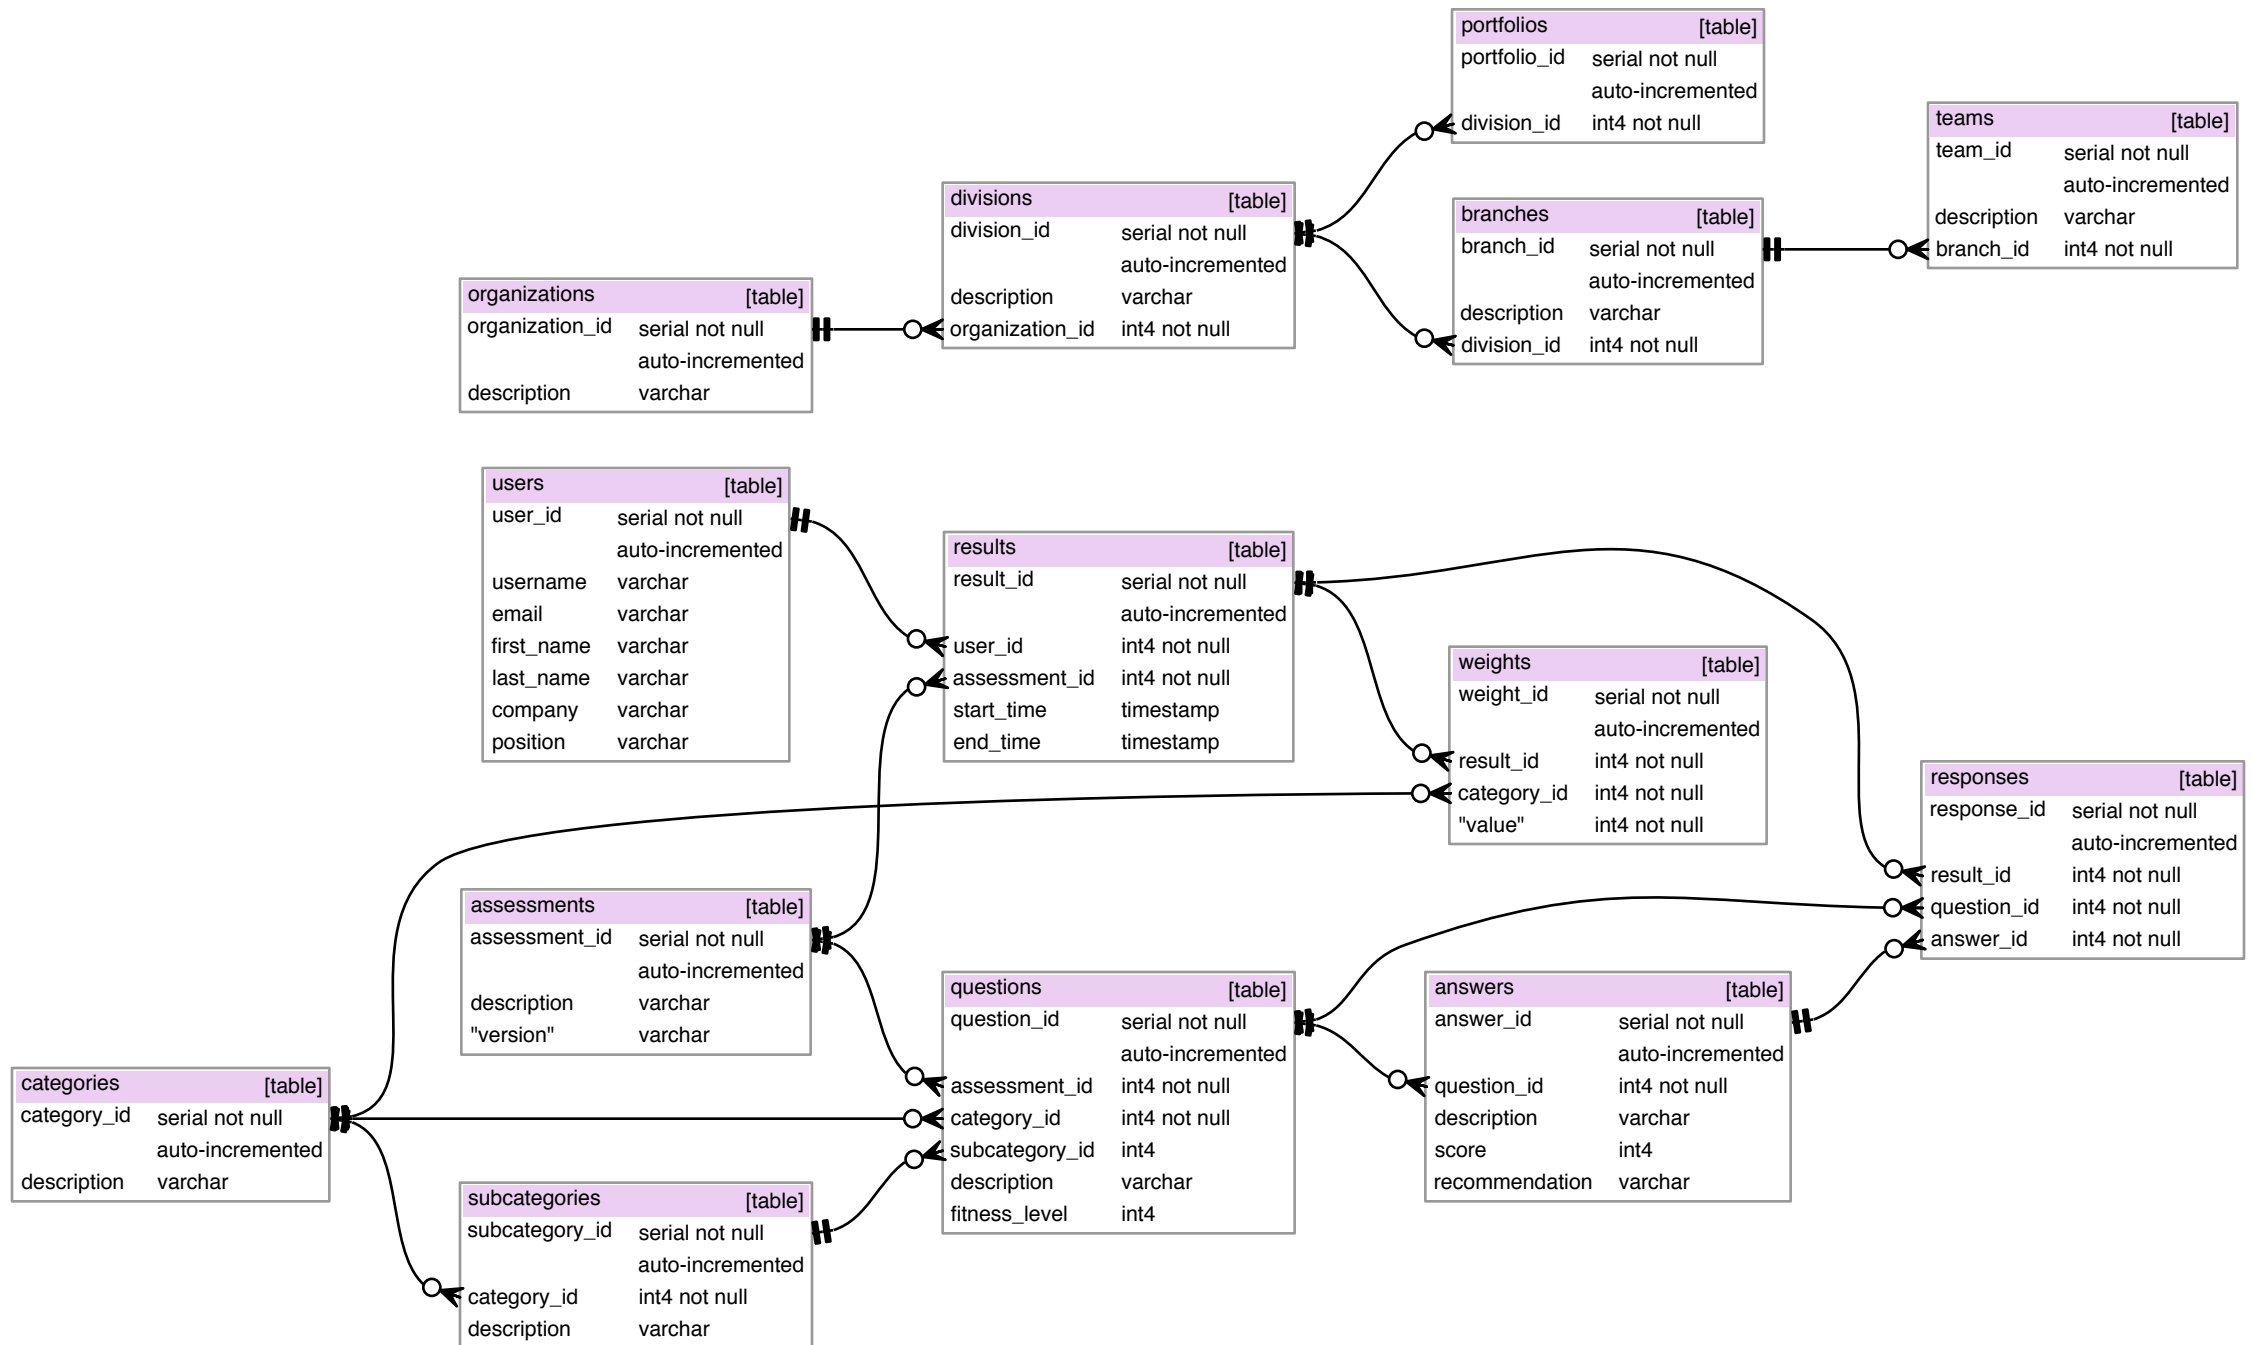 portfolios [table]
portfolio_id serial not null
auto-incremented
division_id int4 not null
teams [table]
team_id serial not null
auto-incremented
description varchar
branch_id int4 not null
divisions [table]
division_id serial not null
auto-incremented
description varchar
organization_id int4 not null
branches [table]
branch_id serial not null
auto-incremented
description varchar
division_id int4 not null
organizations [table]
organization_id serial not null
auto-incremented
description varchar
users [table]
user_id serial not null
auto-incremented
username varchar
email varchar
first_name varchar
last_name varchar
company varchar
position varchar
results [table]
result_id serial not null
auto-incremented
user_id int4 not null
assessment_id int4 not null
start_time timestamp
end_time timestamp
weights [table]
weight_id serial not null
auto-incremented
result_id int4 not null
category_id int4 not null
"value" int4 not null
responses [table]
response_id serial not null
auto-incremented
result_id int4 not null
question_id int4 not null
answer_id int4 not null
assessments [table]
assessment_id serial not null
auto-incremented
description varchar
"version" varchar
questions [table]
question_id serial not null
auto-incremented
assessment_id int4 not null
category_id int4 not null
subcategory_id int4
description varchar
fitness_level int4
answers [table]
answer_id serial not null
auto-incremented
question_id int4 not null
description varchar
score int4
recommendation varchar
categories [table]
category_id serial not null
auto-incremented
description varchar
subcategories [table]
subcategory_id serial not null
auto-incremented
category_id int4 not null
description varchar